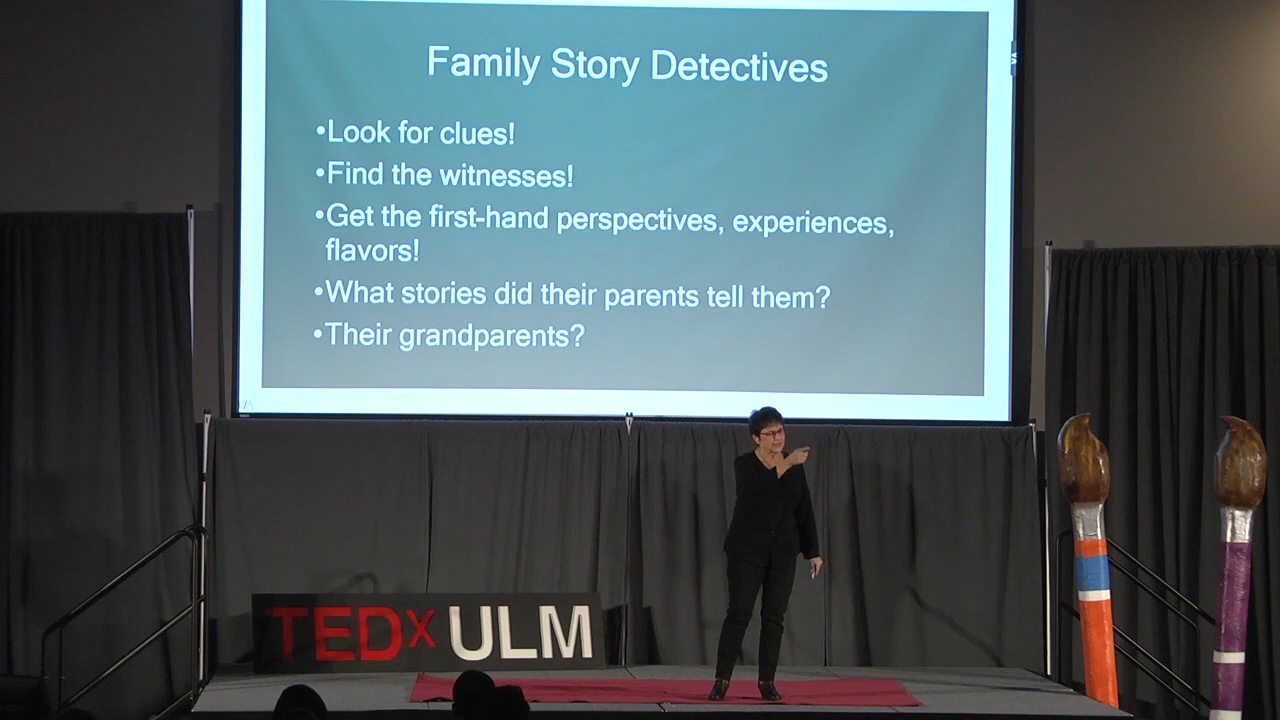 Family Story Detectives
•Look for clues!
•Find the witnesses!
•Get the first-hand perspectives, experiences,
flavors!
•What stories did their parents tell them?
•Their grandparents?
TEDx ULM